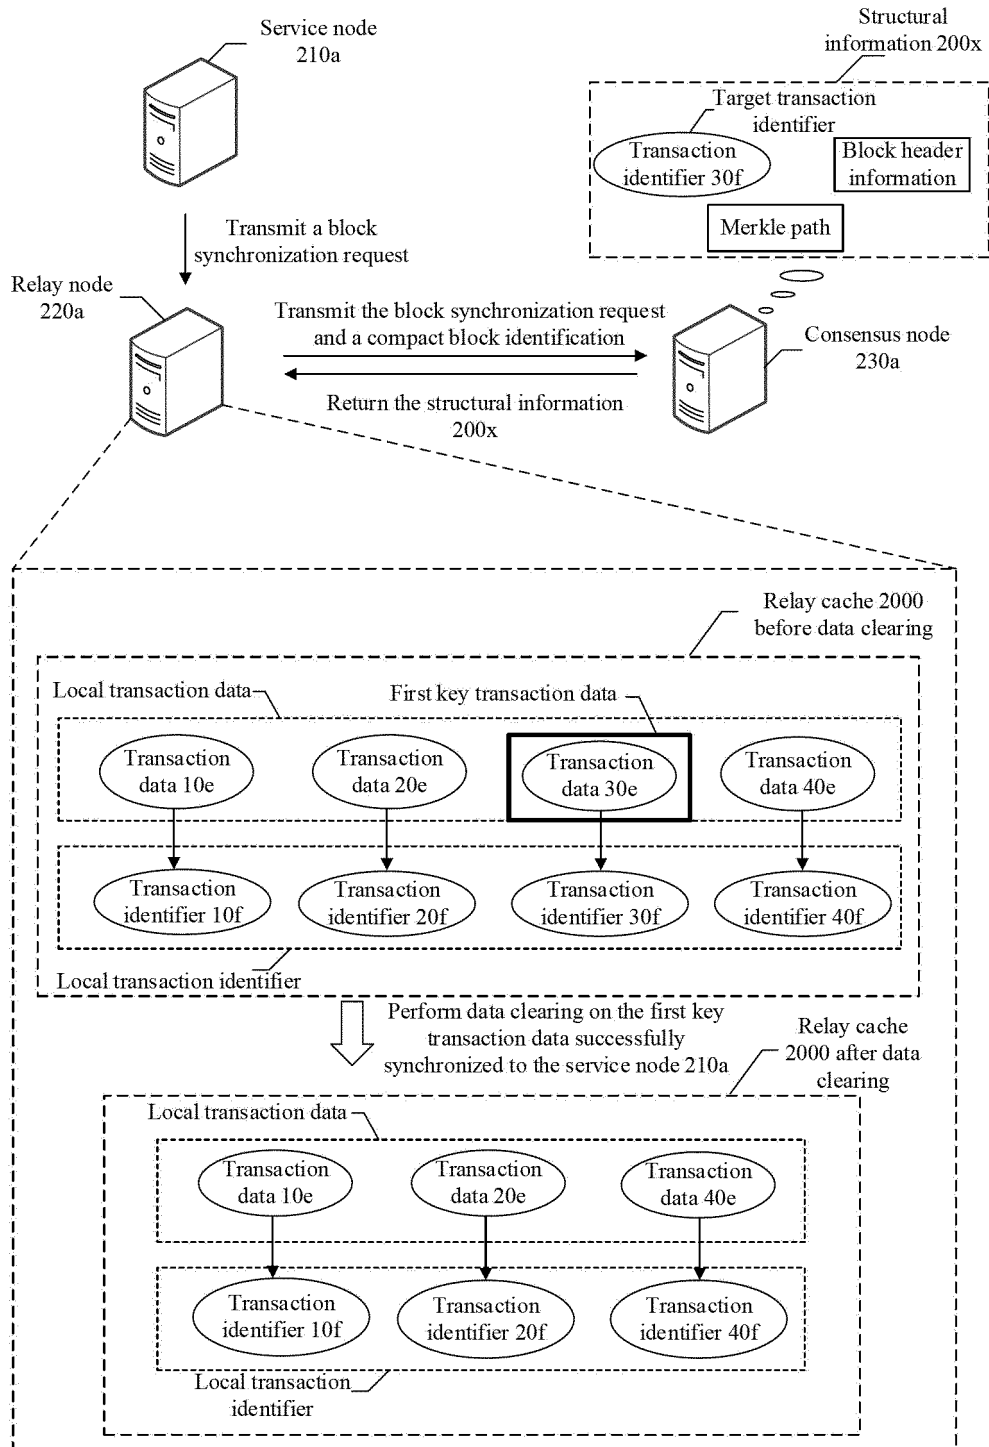 Service node
210a
Structural
information 200x
Target transaction
identifier
Transaction
identifier 30f
Block header
information
Merkle path
Transmit a block
synchronization request
Relay node
220a
Transmit the block synchronization request
and a compact block identification
Consensus node
230a
Return the structural information
200x
Relay cache 2000
before data clearing
Local transaction data
First key transaction data
Transaction
data 10e
Transaction
data 20e
Transaction
data 30e
Transaction
data 40e
Transaction
identifier 10f
Transaction
identifier 20f
Transaction
identifier 30f
Transaction
identifier 40f
Local transaction identifier
Perform data clearing on the first key
transaction data successfully
synchronized to the service node 210a
Relay cache
2000 after data
clearing
Local transaction data
Transaction
data 10e
Transaction
data 20e
Transaction
data 40e
Transaction
identifier 10f
Transaction
identifier 20f
Transaction
identifier 40f
Local transaction
identifier